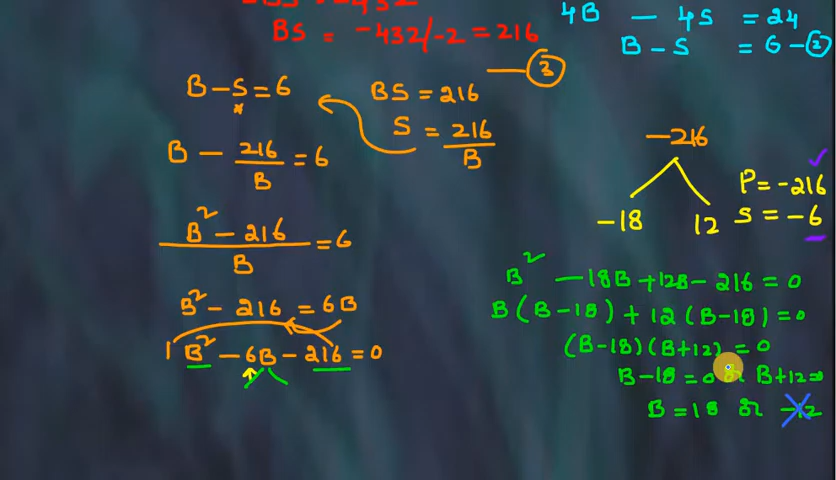 BS = -432/-2 = 216
4B - 4S = 24
B - S = 6 - ②
B - S = 6
*
BS = 216 — ③
S = 216/B
B - 216/B = 6
B² - 216 / B = 6
B² - 216 = 6B
1 B² - 6B - 216 = 0
-216
-18 12
P = -216
S = -6
B² - 18B + 12B - 216 = 0
B (B - 18) + 12 (B - 18) = 0
(B - 18) (B + 12) = 0
B - 18 = 0 or B + 12 =
B = 18 or -12